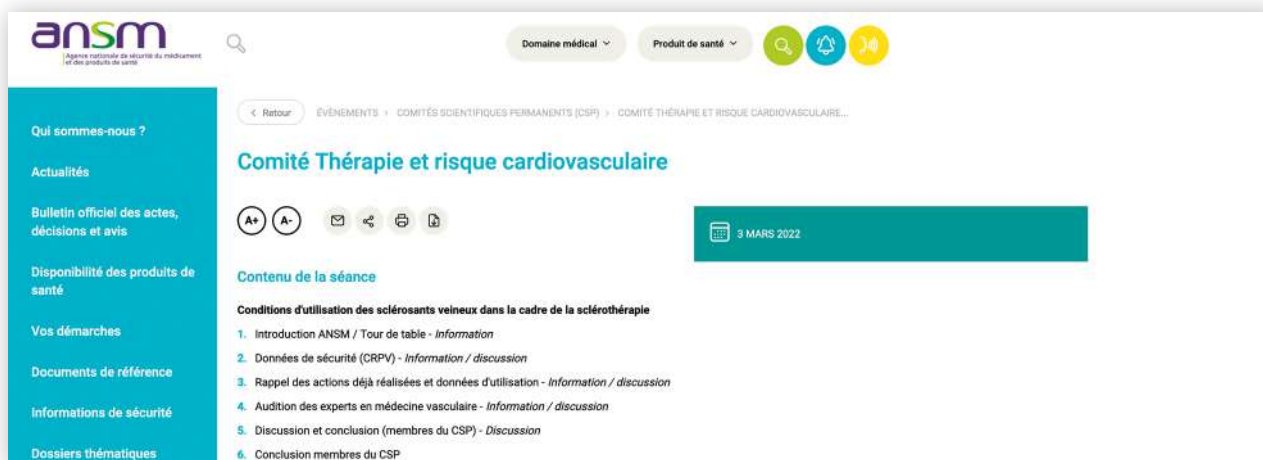 ansm
Agence nationale de sécurité du médicament
et des produits de santé
Domaine médical
Produit de santé
Qui sommes-nous ?
Actualités
Bulletin officiel des actes,
décisions et avis
Disponibilité des produits de
santé
Vos démarches
Documents de référence
Informations de sécurité
Dossiers thématiques
< Retour
ÉVÈNEMENTS > COMITÉS SCIENTIFIQUES PERMANENTS (CSP) > COMITÉ THÉRAPIE ET RISQUE CARDIOVASCULAIRE...
Comité Thérapie et risque cardiovasculaire
A+ A-
3 MARS 2022
Contenu de la séance
Conditions d'utilisation des sclérosants veineux dans le cadre de la sclérothérapie
1. Introduction ANSM / Tour de table - Information
2. Données de sécurité (CRPV) - Information / discussion
3. Rappel des actions déjà réalisées et données d'utilisation - Information / discussion
4. Audition des experts en médecine vasculaire - Information / discussion
5. Discussion et conclusion (membres du CSP) - Discussion
6. Conclusion membres du CSP